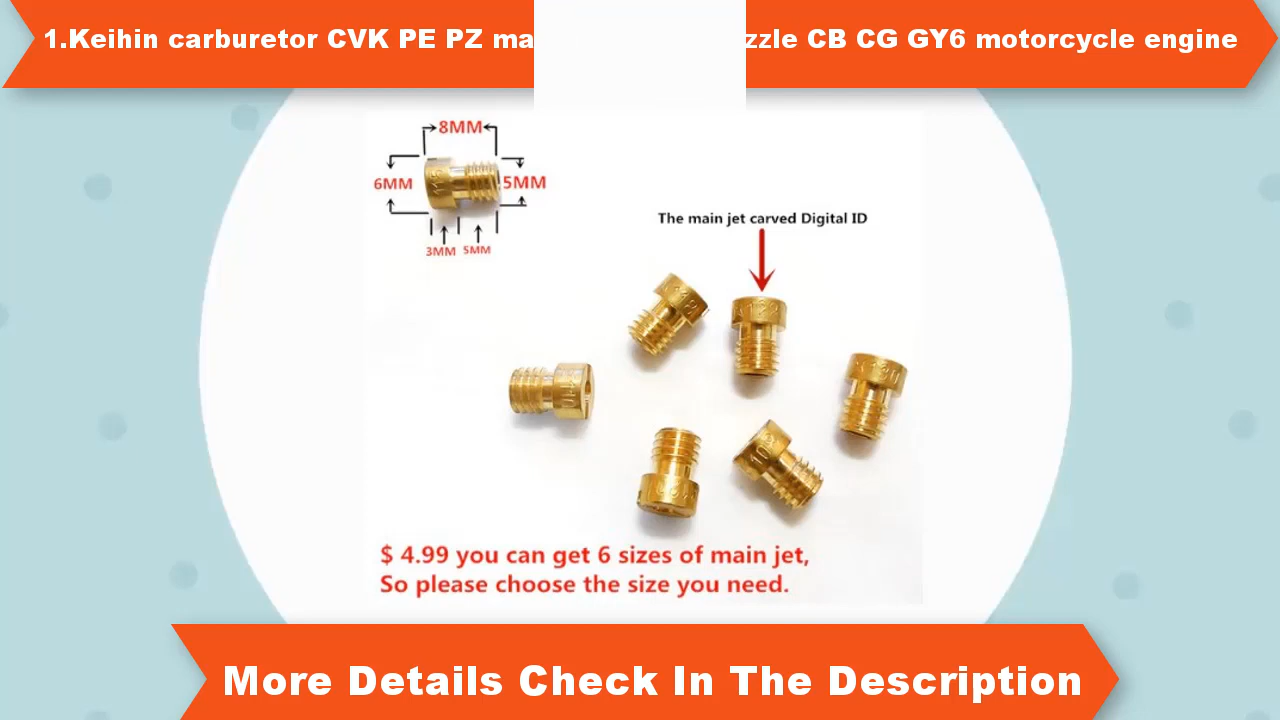 1.Keihin carburetor CVK PE PZ ma zzle CB CG GY6 motorcycle engine
8MM
6MM
5MM
3MM 5MM
The main jet carved Digital ID
122
$ 4.99 you can get 6 sizes of main jet,
So please choose the size you need.
More Details Check In The Description